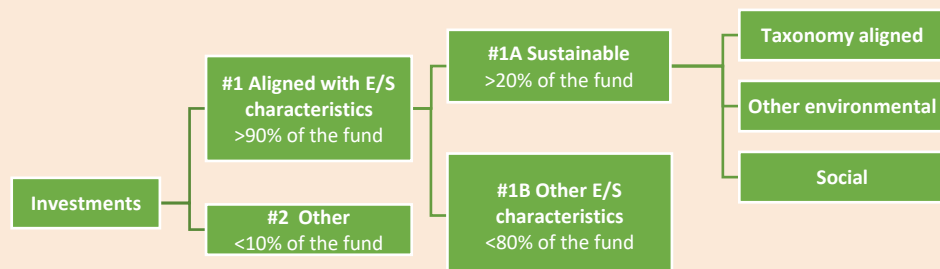 Investments
#1 Aligned with E/S
characteristics
>90% of the fund
#2 Other
<10% of the fund
#1A Sustainable
>20% of the fund
#1B Other E/S
characteristics
<80% of the fund
Taxonomy aligned
Other environmental
Social